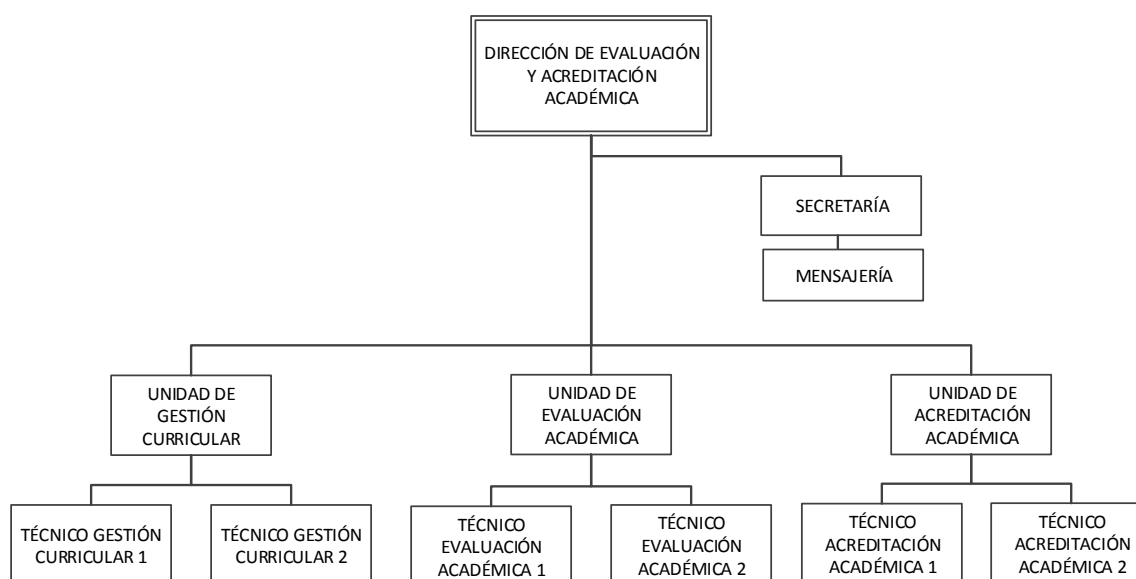 DIRECCIÓN DE EVALUACIÓN
Y ACREDITACIÓN
ACADÉMICA
SECRETARÍA
MENSAJERÍA
UNIDAD DE
GESTIÓN
CURRICULAR
UNIDAD DE
EVALUACIÓN
ACADÉMICA
UNIDAD DE
ACREDITACIÓN
ACADÉMICA
TÉCNICO GESTIÓN
CURRICULAR 1
TÉCNICO GESTIÓN
CURRICULAR 2
TÉCNICO
EVALUACIÓN
ACADÉMICA 1
TÉCNICO
EVALUACIÓN
ACADÉMICA 2
TÉCNICO
ACREDITACIÓN
ACADÉMICA 1
TÉCNICO
ACREDITACIÓN
ACADÉMICA 2